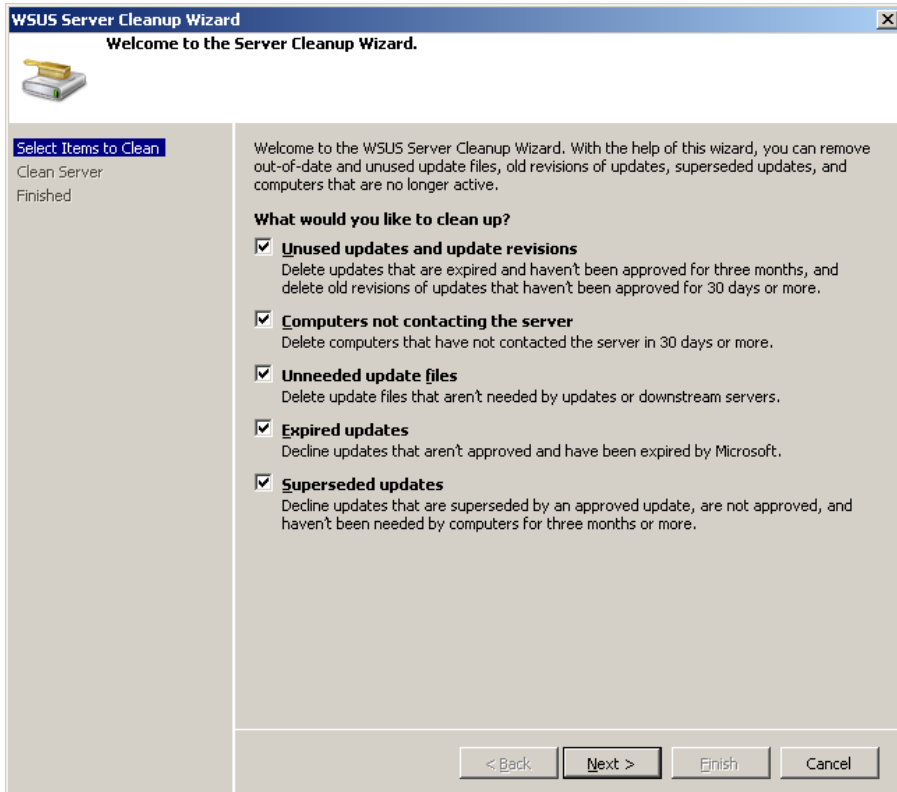 WSUS Server Cleanup Wizard
Welcome to the Server Cleanup Wizard.
Select Items to Clean
Clean Server
Finished
Welcome to the WSUS Server Cleanup Wizard. With the help of this wizard, you can remove
out-of-date and unused update files, old revisions of updates, superseded updates, and
computers that are no longer active.
What would you like to clean up?
Unused updates and update revisions
Delete updates that are expired and haven't been approved for three months, and
delete old revisions of updates that haven't been approved for 30 days or more.
Computers not contacting the server
Delete computers that have not contacted the server in 30 days or more.
Unneeded update files
Delete update files that aren't needed by updates or downstream servers.
Expired updates
Decline updates that aren't approved and have been expired by Microsoft.
Superseded updates
Decline updates that are superseded by an approved update, are not approved, and
haven't been needed by computers for three months or more.
< Back
Next >
Finish
Cancel